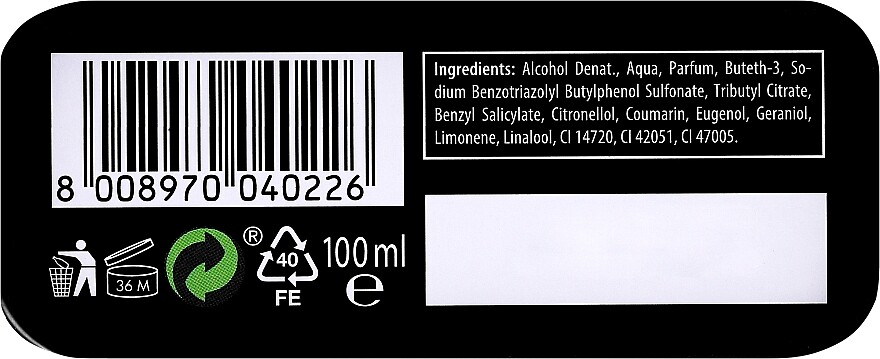 Ingredients: Alcohol Denat., Aqua, Parfum, Buteth-3, So-
dium Benzotriazolyl Butylphenol Sulfonate, Tributyl Citrate,
Benzyl Salicylate, Citronellol, Coumarin, Eugenol, Geraniol,
Limonene, Linalool, CI 14720, CI 42051, CI 47005.
8 008970 040226
36 M
®
40
FE
100 ml
℮